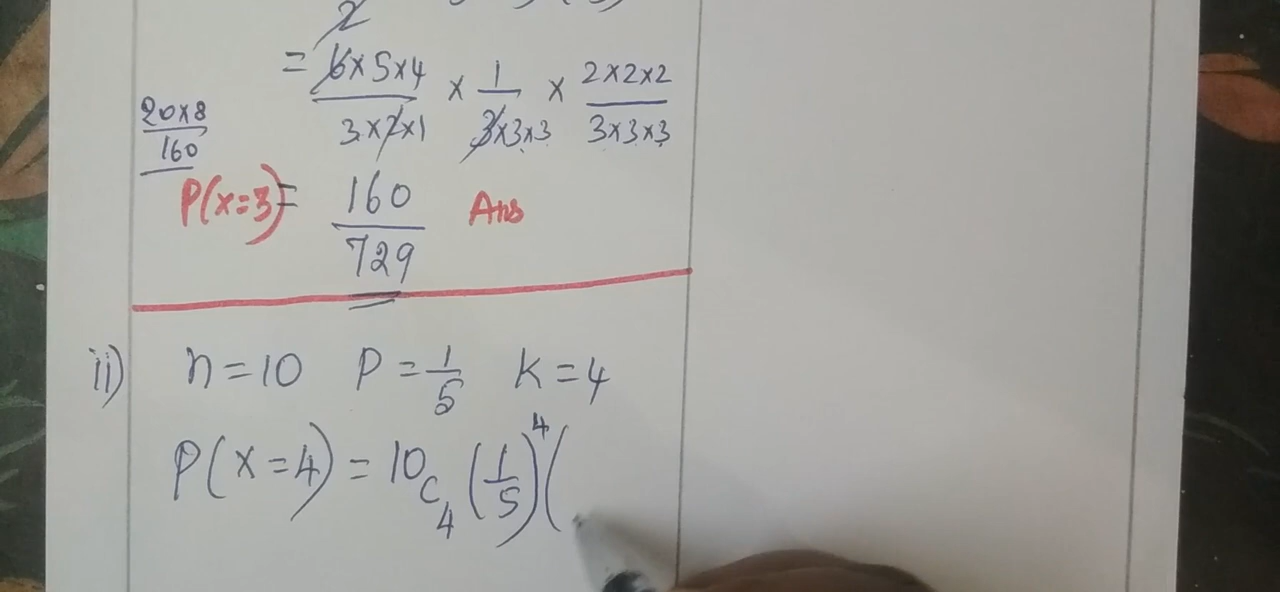 2
= 6×5×4 / 3×2×1 × 1 / 3×3×3 × 2×2×2 / 3×3×3
20×8
160
P(x=3) = 160 / 729 Ans
ii) n=10 P=1/5 K=4
P(x=4) = 10C4 (1/5)^4 (